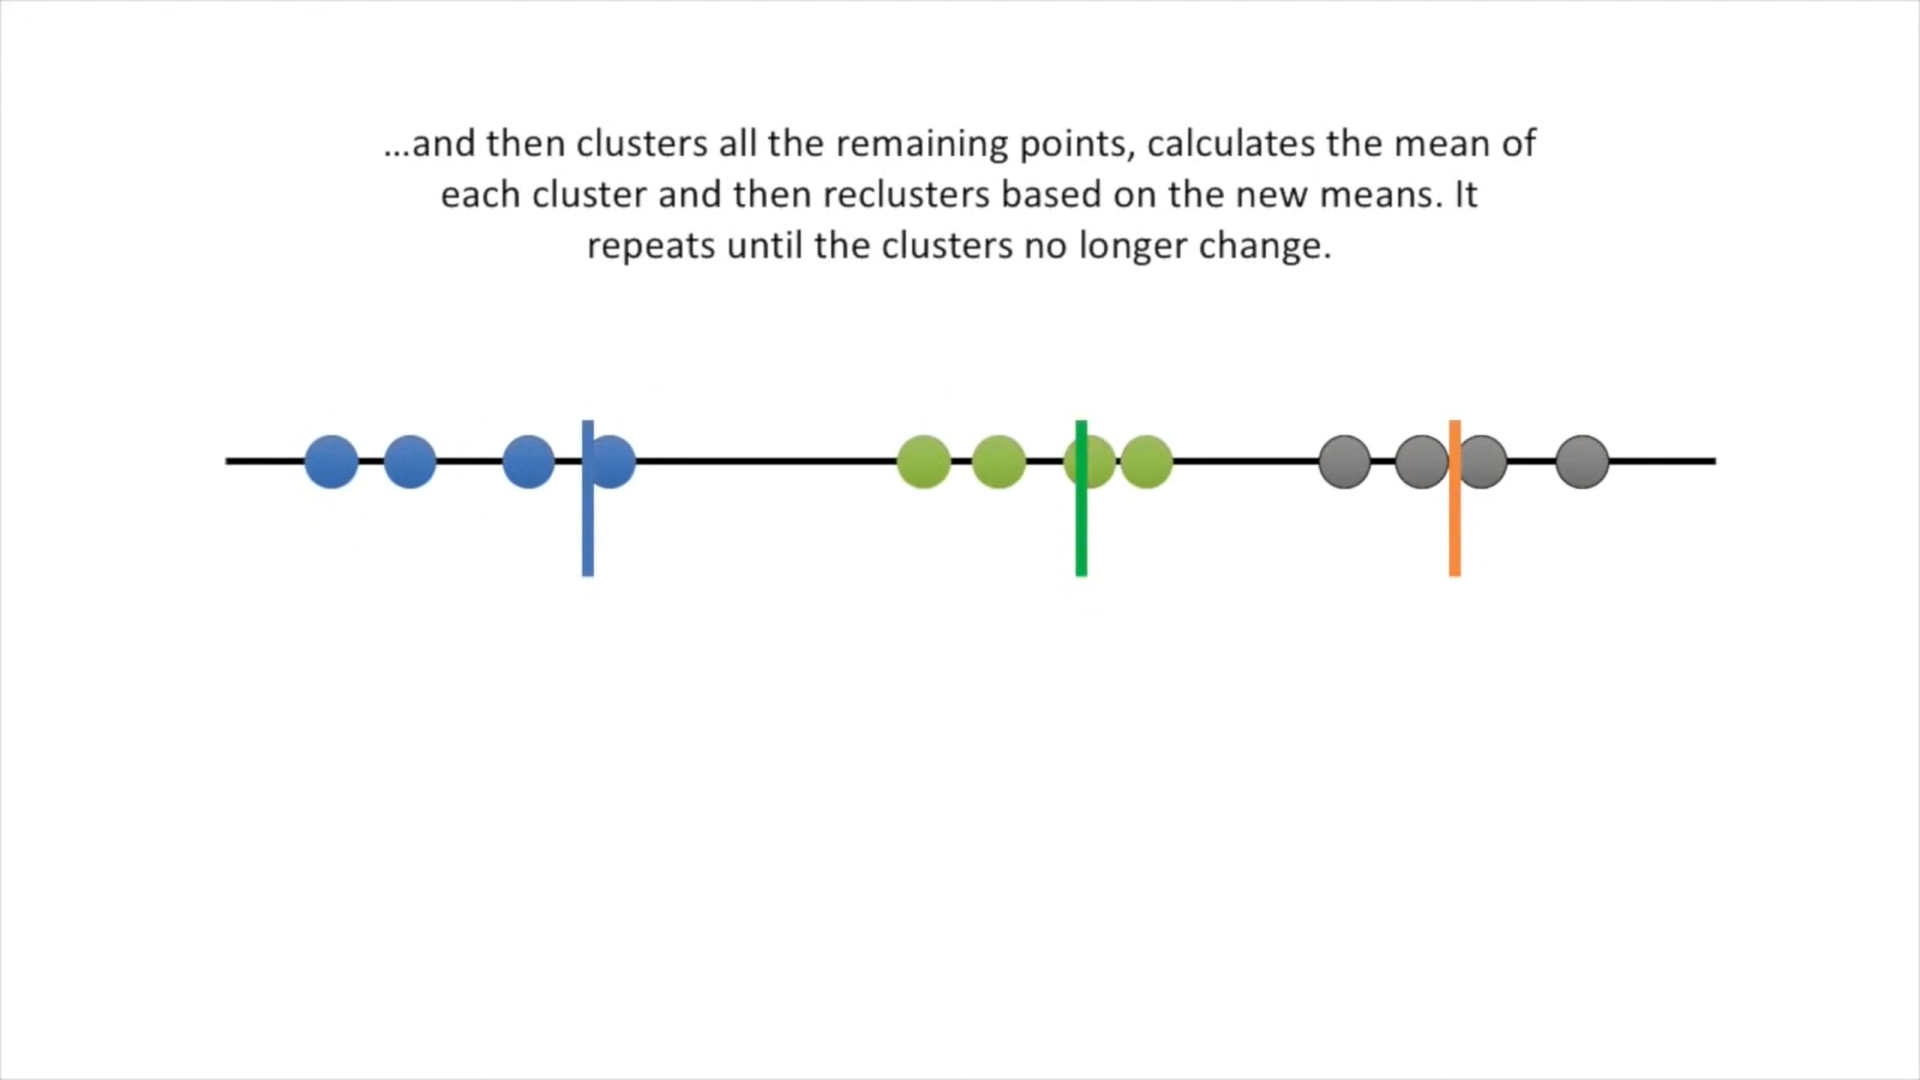 ...and then clusters all the remaining points, calculates the mean of
each cluster and then reclusters based on the new means. It
repeats until the clusters no longer change.